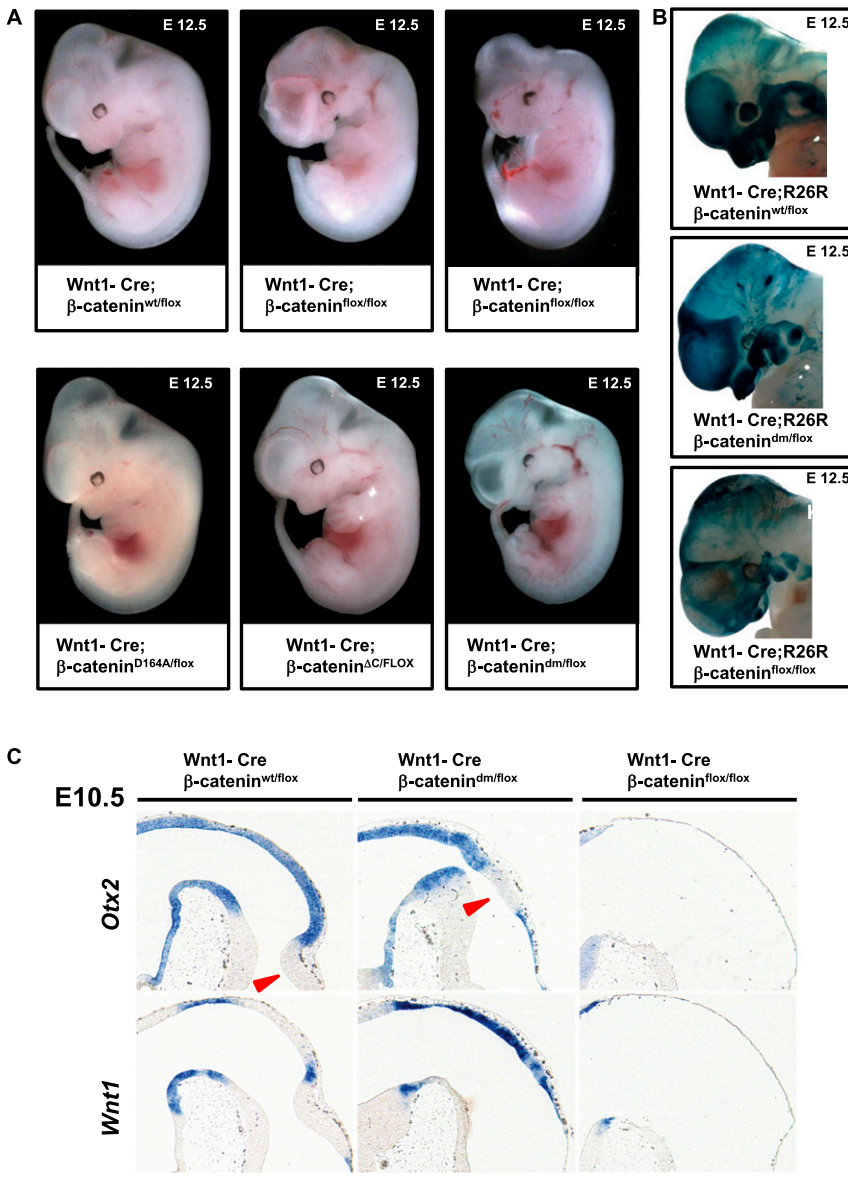 A
E 12.5
E 12.5
E 12.5
Wnt1- Cre;
β-catenin^wt/flox
Wnt1- Cre;
β-catenin^flox/flox
Wnt1- Cre;
β-catenin^flox/flox
E 12.5
E 12.5
E 12.5
Wnt1- Cre;
β-catenin^D164A/flox
Wnt1- Cre;
β-catenin^ΔC/FLOX
Wnt1- Cre;
β-catenin^dm/flox
B
E 12.5
Wnt1- Cre;R26R
β-catenin^wt/flox
E 12.5
Wnt1- Cre;R26R
β-catenin^dm/flox
E 12.5
Wnt1- Cre;R26R
β-catenin^flox/flox
C
Wnt1- Cre
β-catenin^wt/flox
Wnt1- Cre
β-catenin^dm/flox
Wnt1- Cre
β-catenin^flox/flox
E10.5
Otx2
Wnt1